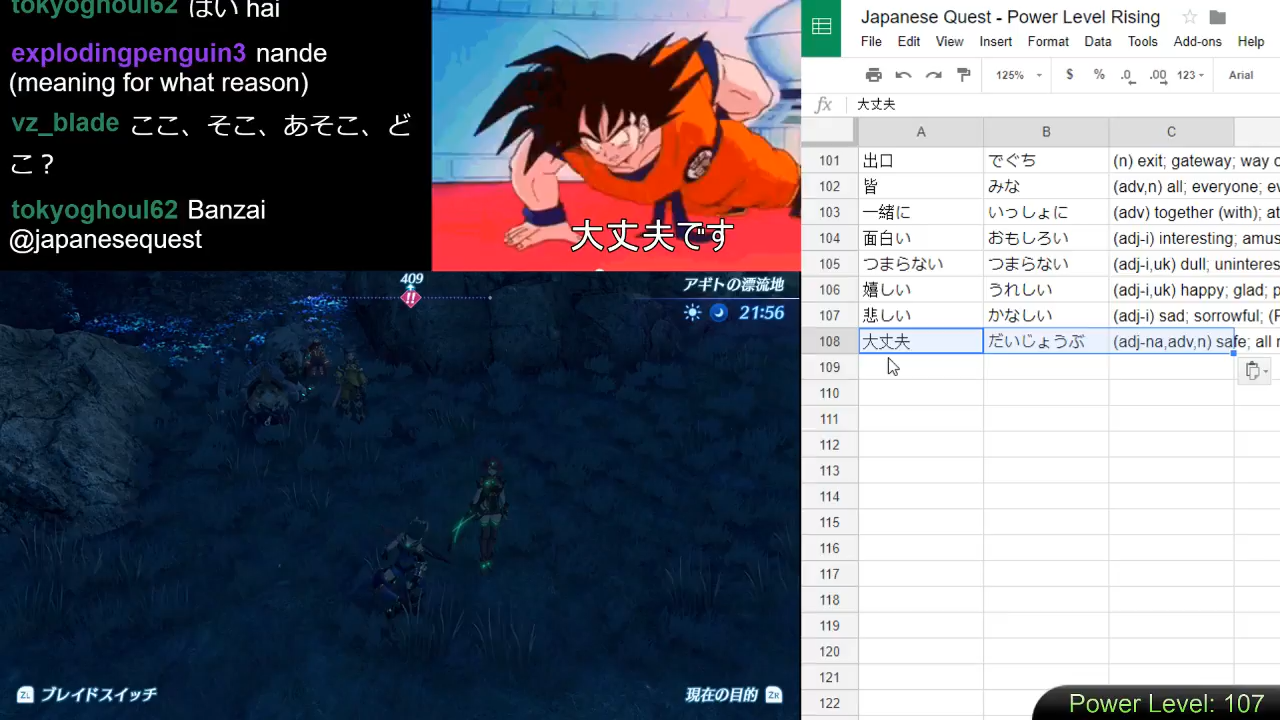 tokyoghoul62 はい hai
explodingpenguin3 nande
(meaning for what reason)
vz_blade ここ、そこ、あそこ、ど
こ？
tokyoghoul62 Banzai
@japanesequest
大丈夫です
409
!!
アギトの漂流地
21:56
ZL ブレイドスイッチ
現在の目的 ZR
Japanese Quest - Power Level Rising
File Edit View Insert Format Data Tools Add-ons Help
125% $ % .0 .00 123 Arial
fx 大丈夫
A B C
101 出口 でぐち (n) exit; gateway; way o
102 皆 みな (adv,n) all; everyone; ev
103 一緒に いっしょに (adv) together (with); at
104 面白い おもしろい (adj-i) interesting; amus
105 つまらない つまらない (adj-i,uk) dull; uninteres
106 嬉しい うれしい (adj-i,uk) happy; glad; p
107 悲しい かなしい (adj-i) sad; sorrowful; (F
108 大丈夫 だいじょうぶ (adj-na,adv,n) safe; all r
109
110
111
112
113
114
115
116
117
118
119
120
121
122
Power Level: 107